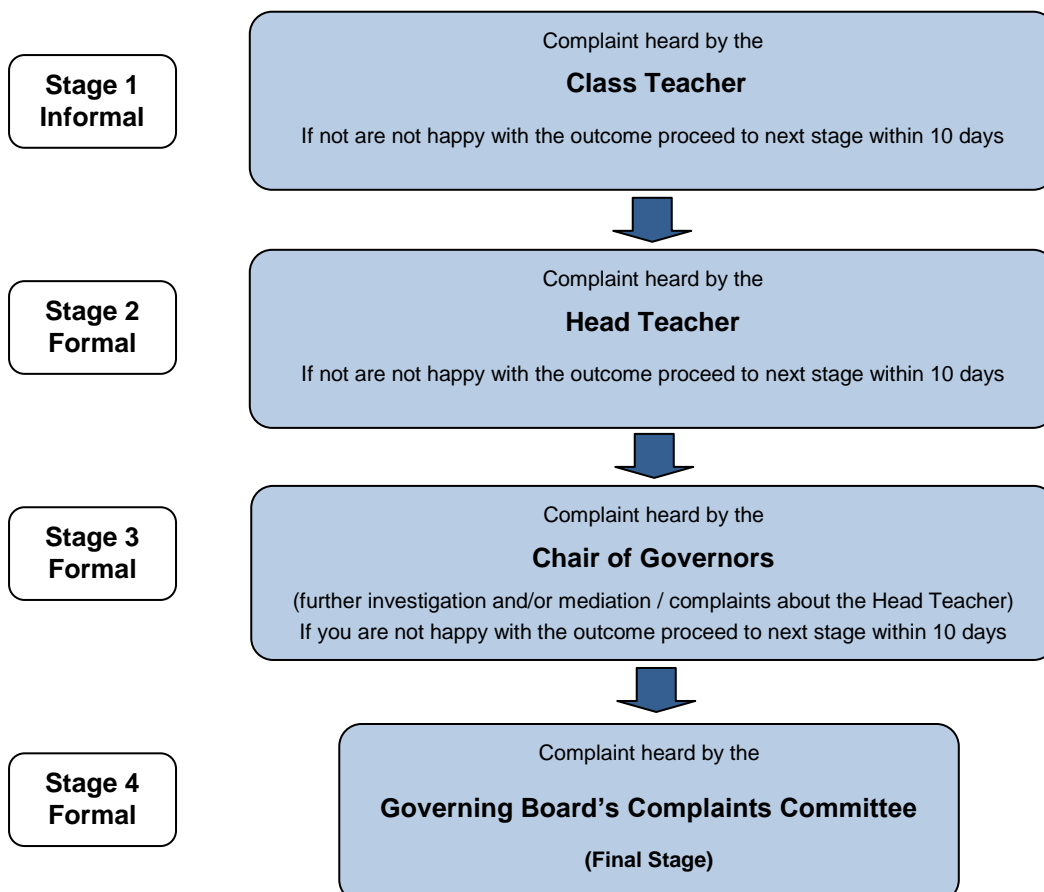 Stage 1
Informal
Complaint heard by the
Class Teacher
If not are not happy with the outcome proceed to next stage within 10 days
Stage 2
Formal
Complaint heard by the
Head Teacher
If not are not happy with the outcome proceed to next stage within 10 days
Stage 3
Formal
Complaint heard by the
Chair of Governors
(further investigation and/or mediation / complaints about the Head Teacher)
If you are not happy with the outcome proceed to next stage within 10 days
Stage 4
Formal
Complaint heard by the
Governing Board’s Complaints Committee
(Final Stage)